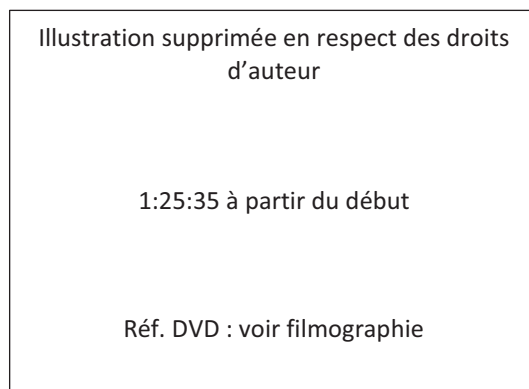 Illustration supprimée en respect des droits
d’auteur
1:25:35 à partir du début
Réf. DVD : voir filmographie